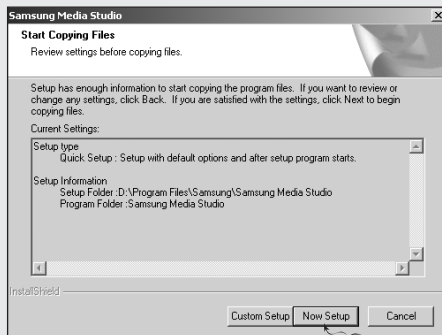 Samsung Media Studio
Start Copying Files
Review settings before copying files.
Setup has enough information to start copying the program files. If you want to review or
change any settings, click Back. If you are satisfied with the settings, click Next to begin
copying files.
Current Settings:
Setup type
Quick Setup : Setup with default options and after setup program starts.
Setup Information
Setup Folder :D:\Program Files\Samsung\Samsung Media Studio
Program Folder :Samsung Media Studio
InstallShield
Custom Setup Now Setup Cancel